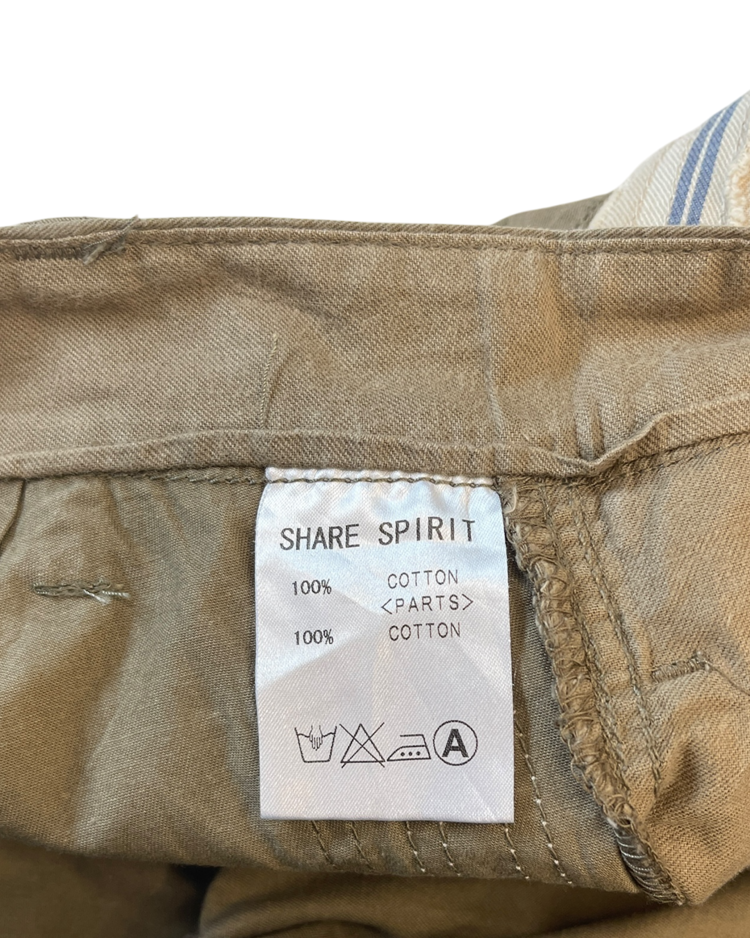 SHARE SPIRIT
100% COTTON
<PARTS>
100% COTTON
A